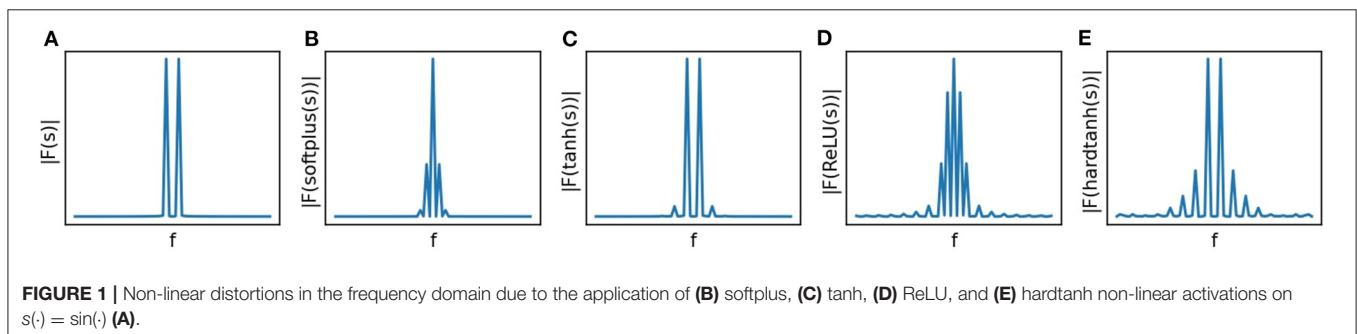 A
B
C
D
E
|F(s)|
|F(softplus(s))|
|F(tanh(s))|
|F(ReLU(s))|
|F(hardtanh(s))|
f
f
f
f
f
FIGURE 1 | Non-linear distortions in the frequency domain due to the application of (B) softplus, (C) tanh, (D) ReLU, and (E) hardtanh non-linear activations on
s(·) = sin(·) (A).